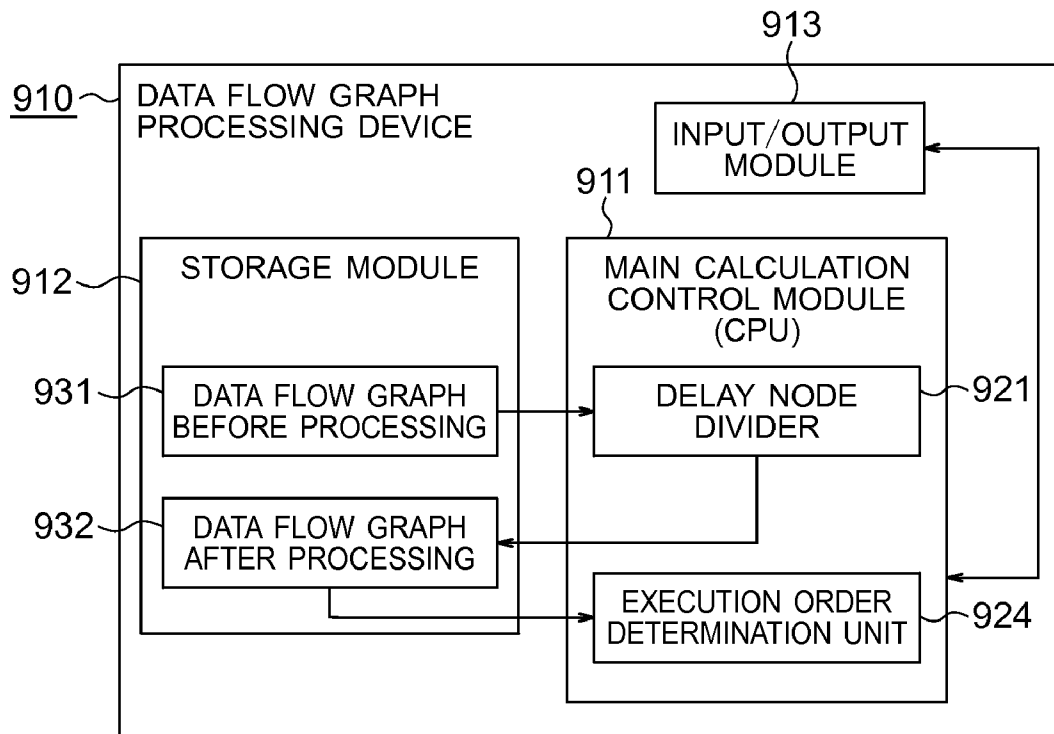 913
910
DATA FLOW GRAPH
PROCESSING DEVICE
INPUT/OUTPUT
MODULE
911
912
STORAGE MODULE
MAIN CALCULATION
CONTROL MODULE
(CPU)
931
DATA FLOW GRAPH
BEFORE PROCESSING
DELAY NODE
DIVIDER
921
932
DATA FLOW GRAPH
AFTER PROCESSING
EXECUTION ORDER
DETERMINATION UNIT
924